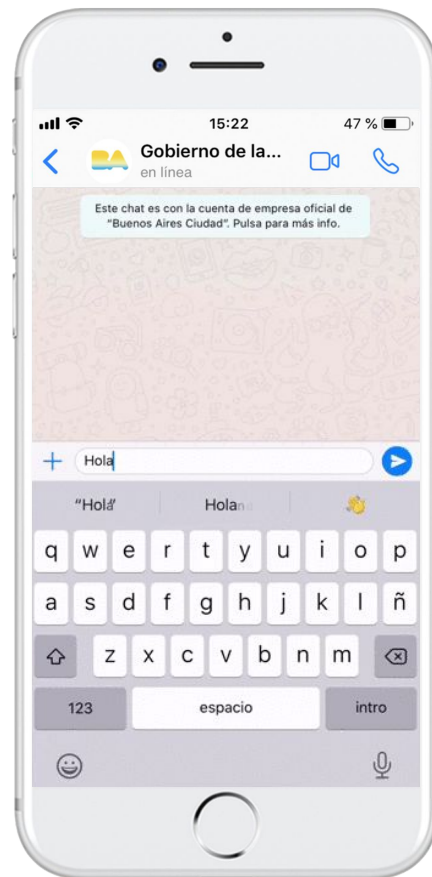 15:22
47 %
BA
Gobierno de la...
en línea
Este chat es con la cuenta de empresa oficial de
“Buenos Aires Ciudad”. Pulsa para más info.
Hola
“Hola” Hola
q w e r t y u i o p
a s d f g h j k l ñ
z x c v b n m
123 espacio intro